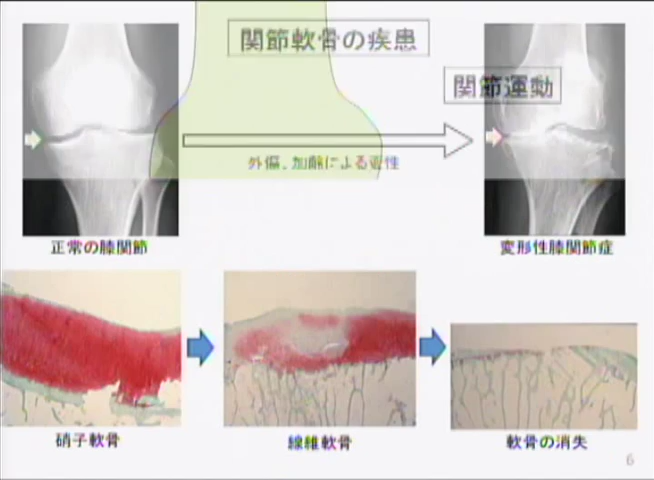 関節軟骨の疾患
関節運動
外傷、加齢による変性
正常の膝関節
変形性膝関節症
硝子軟骨
線維軟骨
軟骨の消失
6